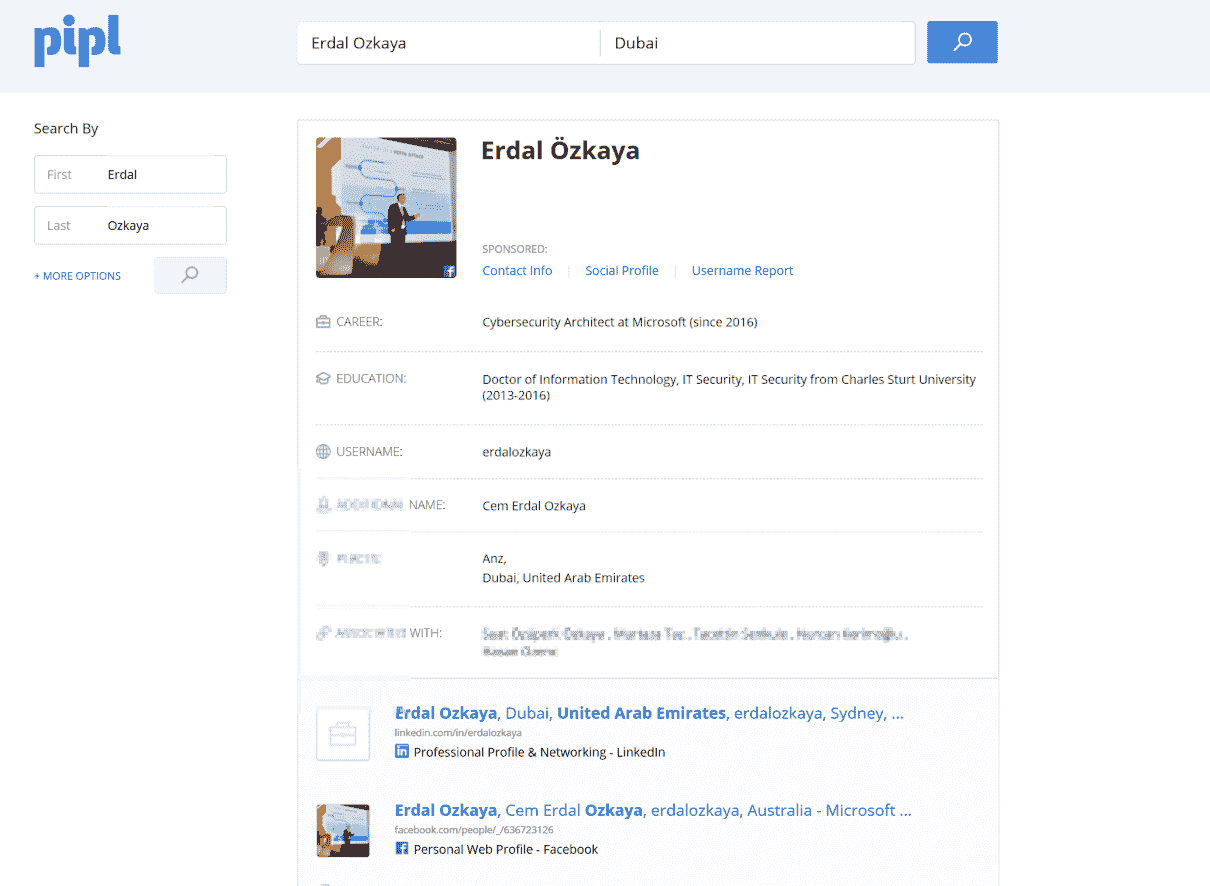 pipl
Erdal Ozkaya
Dubai
Search By
First Erdal
Last Ozkaya
+ MORE OPTIONS
Erdal Özkaya
SPONSORED:
Contact Info | Social Profile | Username Report
CAREER: Cybersecurity Architect at Microsoft (since 2016)
EDUCATION: Doctor of Information Technology, IT Security, IT Security from Charles Sturt University
(2013-2016)
USERNAME: erdalozkaya
NAME: Cem Erdal Ozkaya
Anz,
Dubai, United Arab Emirates
WITH:
Erdal Ozkaya, Dubai, United Arab Emirates, erdalozkaya, Sydney, ...
linkedin.com/in/erdalozkaya
in Professional Profile & Networking - LinkedIn
Erdal Ozkaya, Cem Erdal Ozkaya, erdalozkaya, Australia - Microsoft ...
facebook.com/people/_/636723126
f Personal Web Profile - Facebook